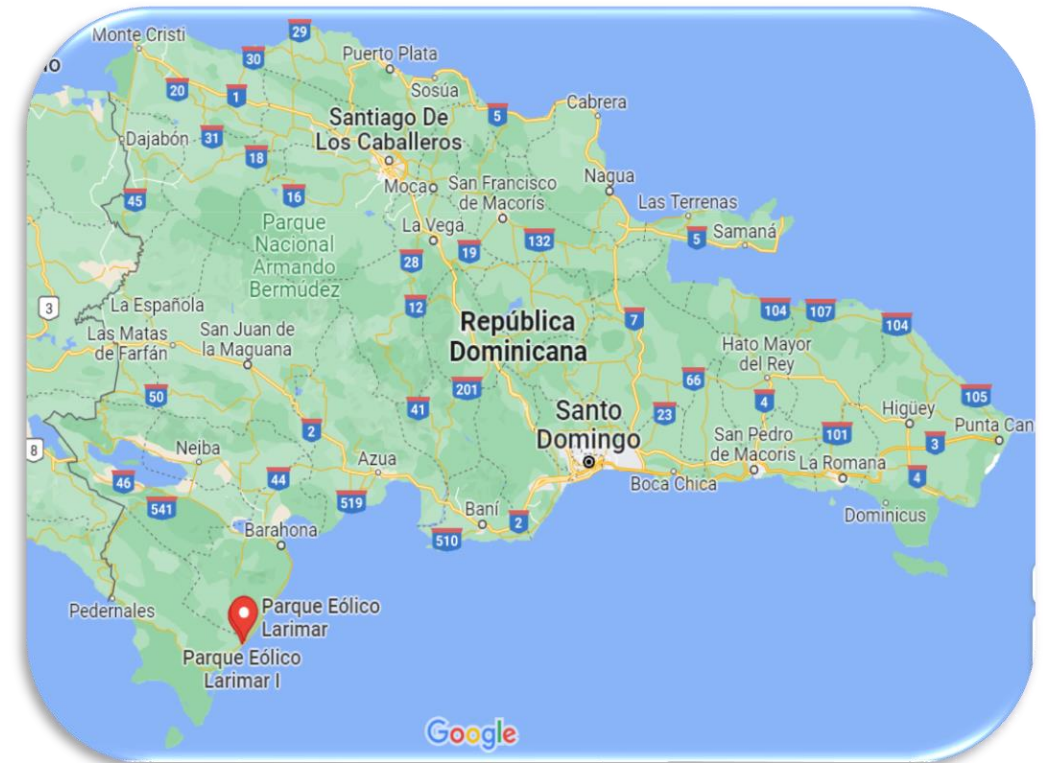 Monte Cristi
29
30
Puerto Plata
20
1
Sosúa
Cabrera
5
Santiago De
Los Caballeros
Dajabón
31
18
Moca
San Francisco
de Macorís
Nagua
45
16
Las Terrenas
Parque
Nacional
Armando
Bermúdez
La Vega
19
132
5
Samaná
28
3
La Española
12
104
107
104
Las Matas
de Farfán
San Juan de
la Maguana
República
Dominicana
7
Hato Mayor
del Rey
50
201
66
105
41
23
4
Higüey
2
Santo
Domingo
Punta Can
8
Neiba
San Pedro
de Macoris
101
3
Azua
La Romana
46
44
Boca Chica
4
541
519
Baní
2
Dominicus
Barahona
510
Pedernales
Parque Eólico
Larimar
Parque Eólico
Larimar I
Google